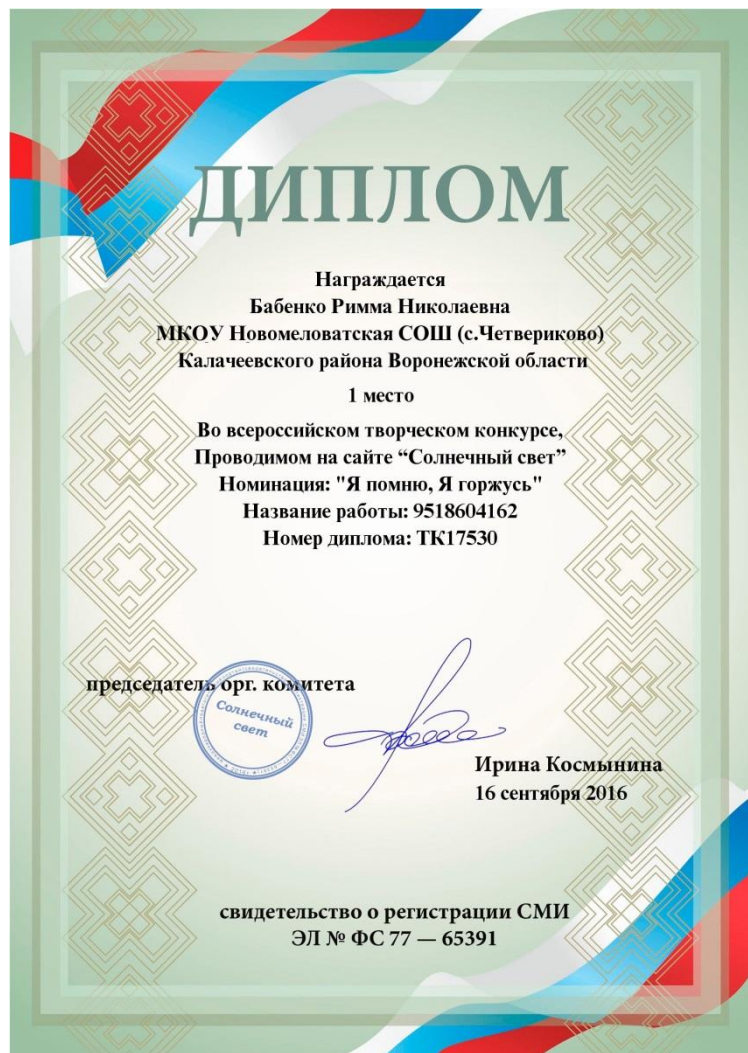 ДИПЛОМ
Награждается
Бабенко Римма Николаевна
МКОУ Новомеловатская СОШ (с.Четвериково)
Калачеевского района Воронежской области
1 место
Во всероссийском творческом конкурсе,
Проводимом на сайте “Солнечный свет”
Номинация: "Я помню, Я горжусь"
Название работы: 9518604162
Номер диплома: ТК17530
председатель орг. комитета
Солнечный
свет
Ирина Космынина
16 сентября 2016
свидетельство о регистрации СМИ
ЭЛ № ФС 77 — 65391